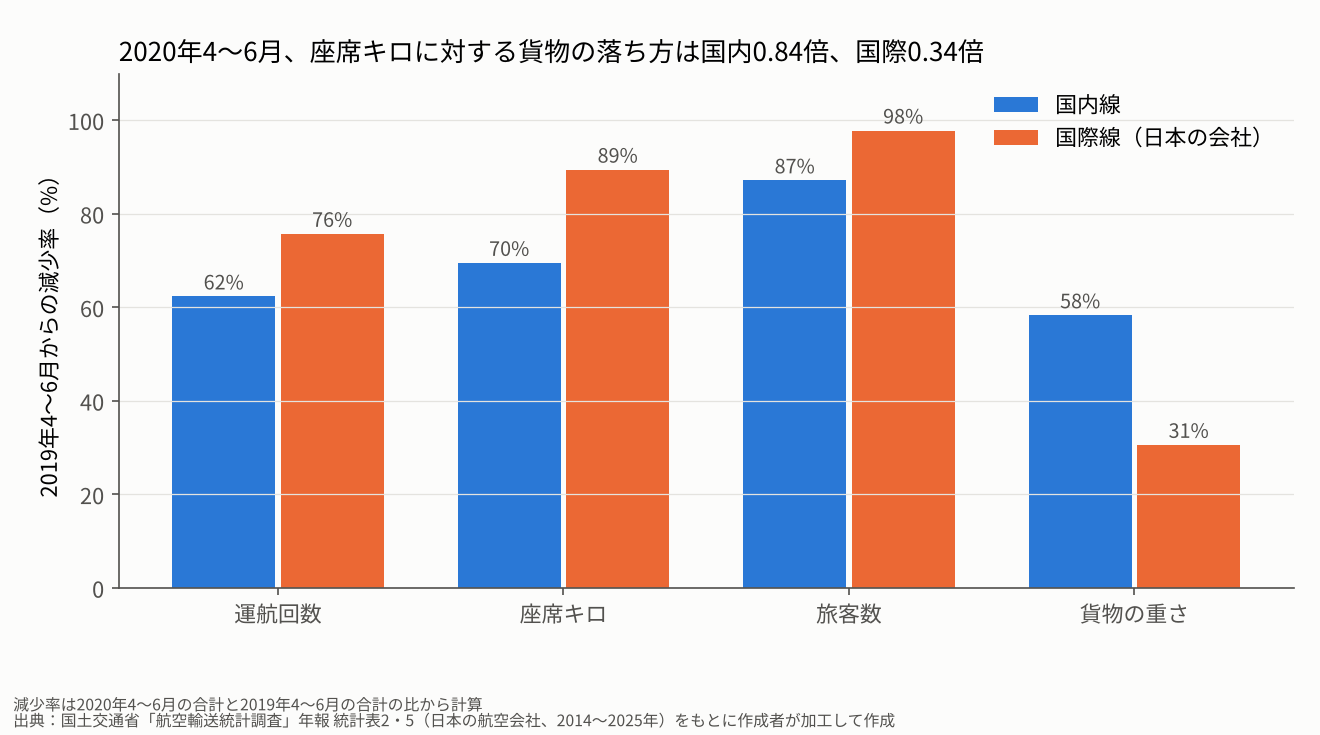 2020年4〜6月、座席キロに対する貨物の落ち方は国内0.84倍、国際0.34倍
国内線
国際線（日本の会社）
2019年4〜6月からの減少率（%）
100
80
60
40
20
0
62%
76%
70%
89%
87%
98%
58%
31%
運航回数
座席キロ
旅客数
貨物の重さ
減少率は2020年4〜6月の合計と2019年4〜6月の合計の比から計算
出典：国土交通省「航空輸送統計調査」年報 統計表2・5（日本の航空会社、2014〜2025年）をもとに作成者が加工して作成